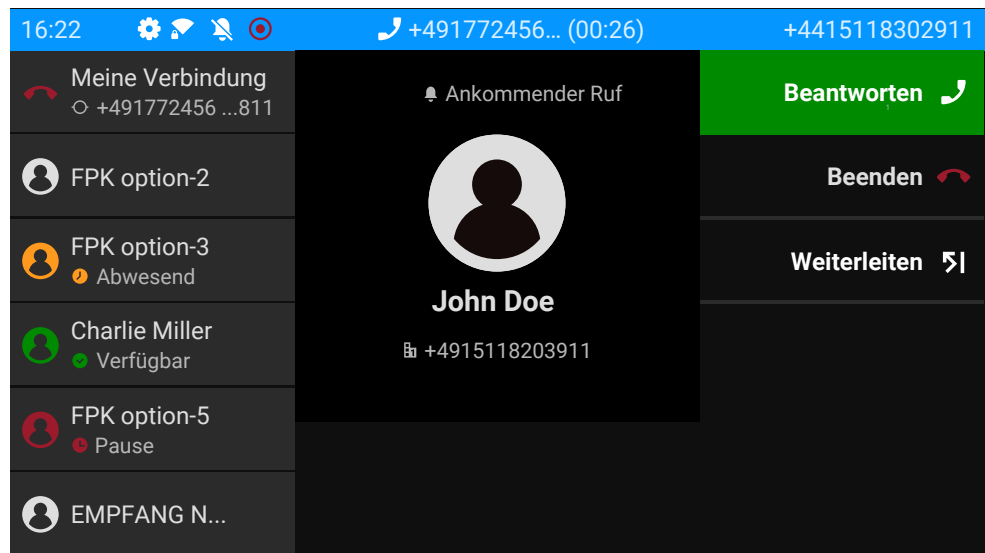 16:22
+491772456… (00:26)
+4415118302911
Meine Verbindung
+491772456 ...811
FPK option-2
FPK option-3
Abwesend
Charlie Miller
Verfügbar
FPK option-5
Pause
EMPFANG N...
Ankommender Ruf
John Doe
+4915118203911
Beantworten
Beenden
Weiterleiten